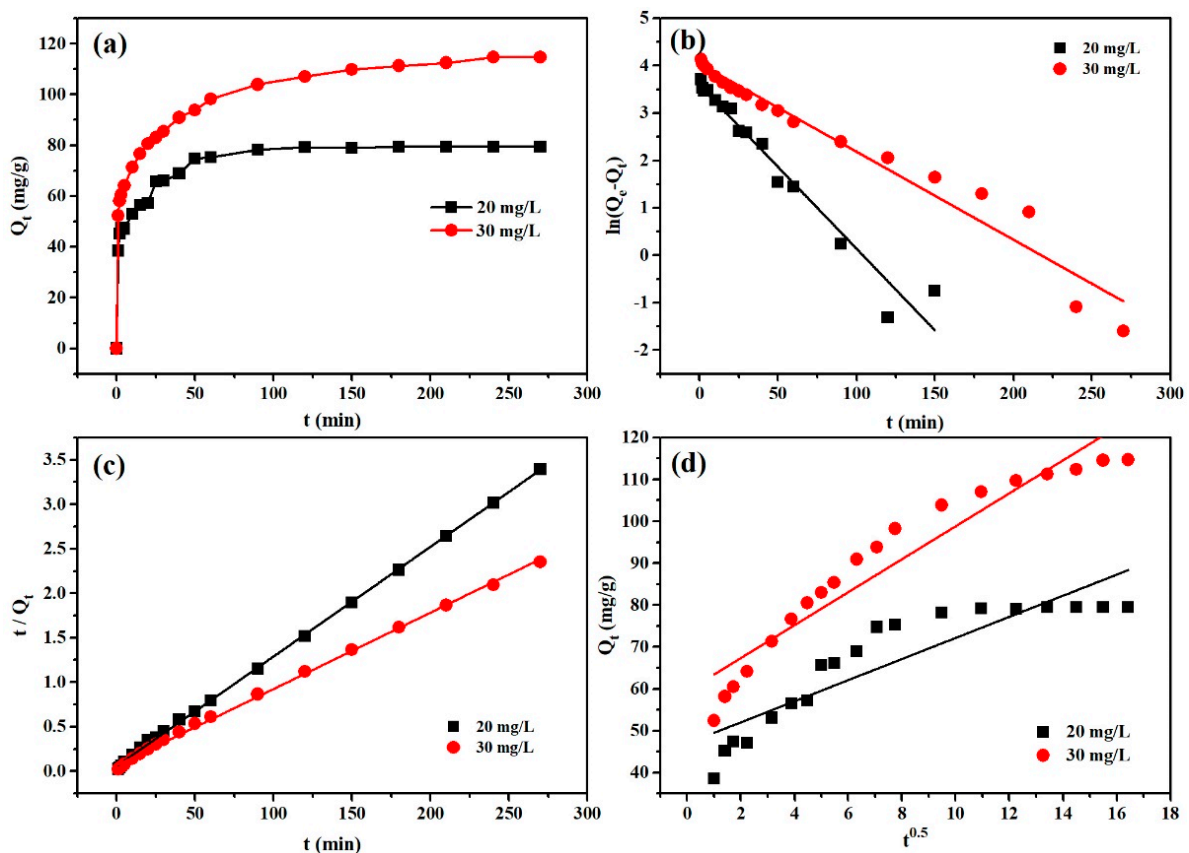 (a)
Q_t (mg/g)
120
100
80
60
40
20
0
20 mg/L
30 mg/L
0 50 100 150 200 250 300
t (min)
(b)
ln(Q_e-Q_t)
5
4
3
2
1
0
-1
-2
20 mg/L
30 mg/L
0 50 100 150 200 250 300
t (min)
(c)
t / Q_t
3.5
3.0
2.5
2.0
1.5
1.0
0.5
0.0
20 mg/L
30 mg/L
0 50 100 150 200 250 300
t (min)
(d)
Q_t (mg/g)
120
110
100
90
80
70
60
50
40
20 mg/L
30 mg/L
0 2 4 6 8 10 12 14 16 18
t^0.5